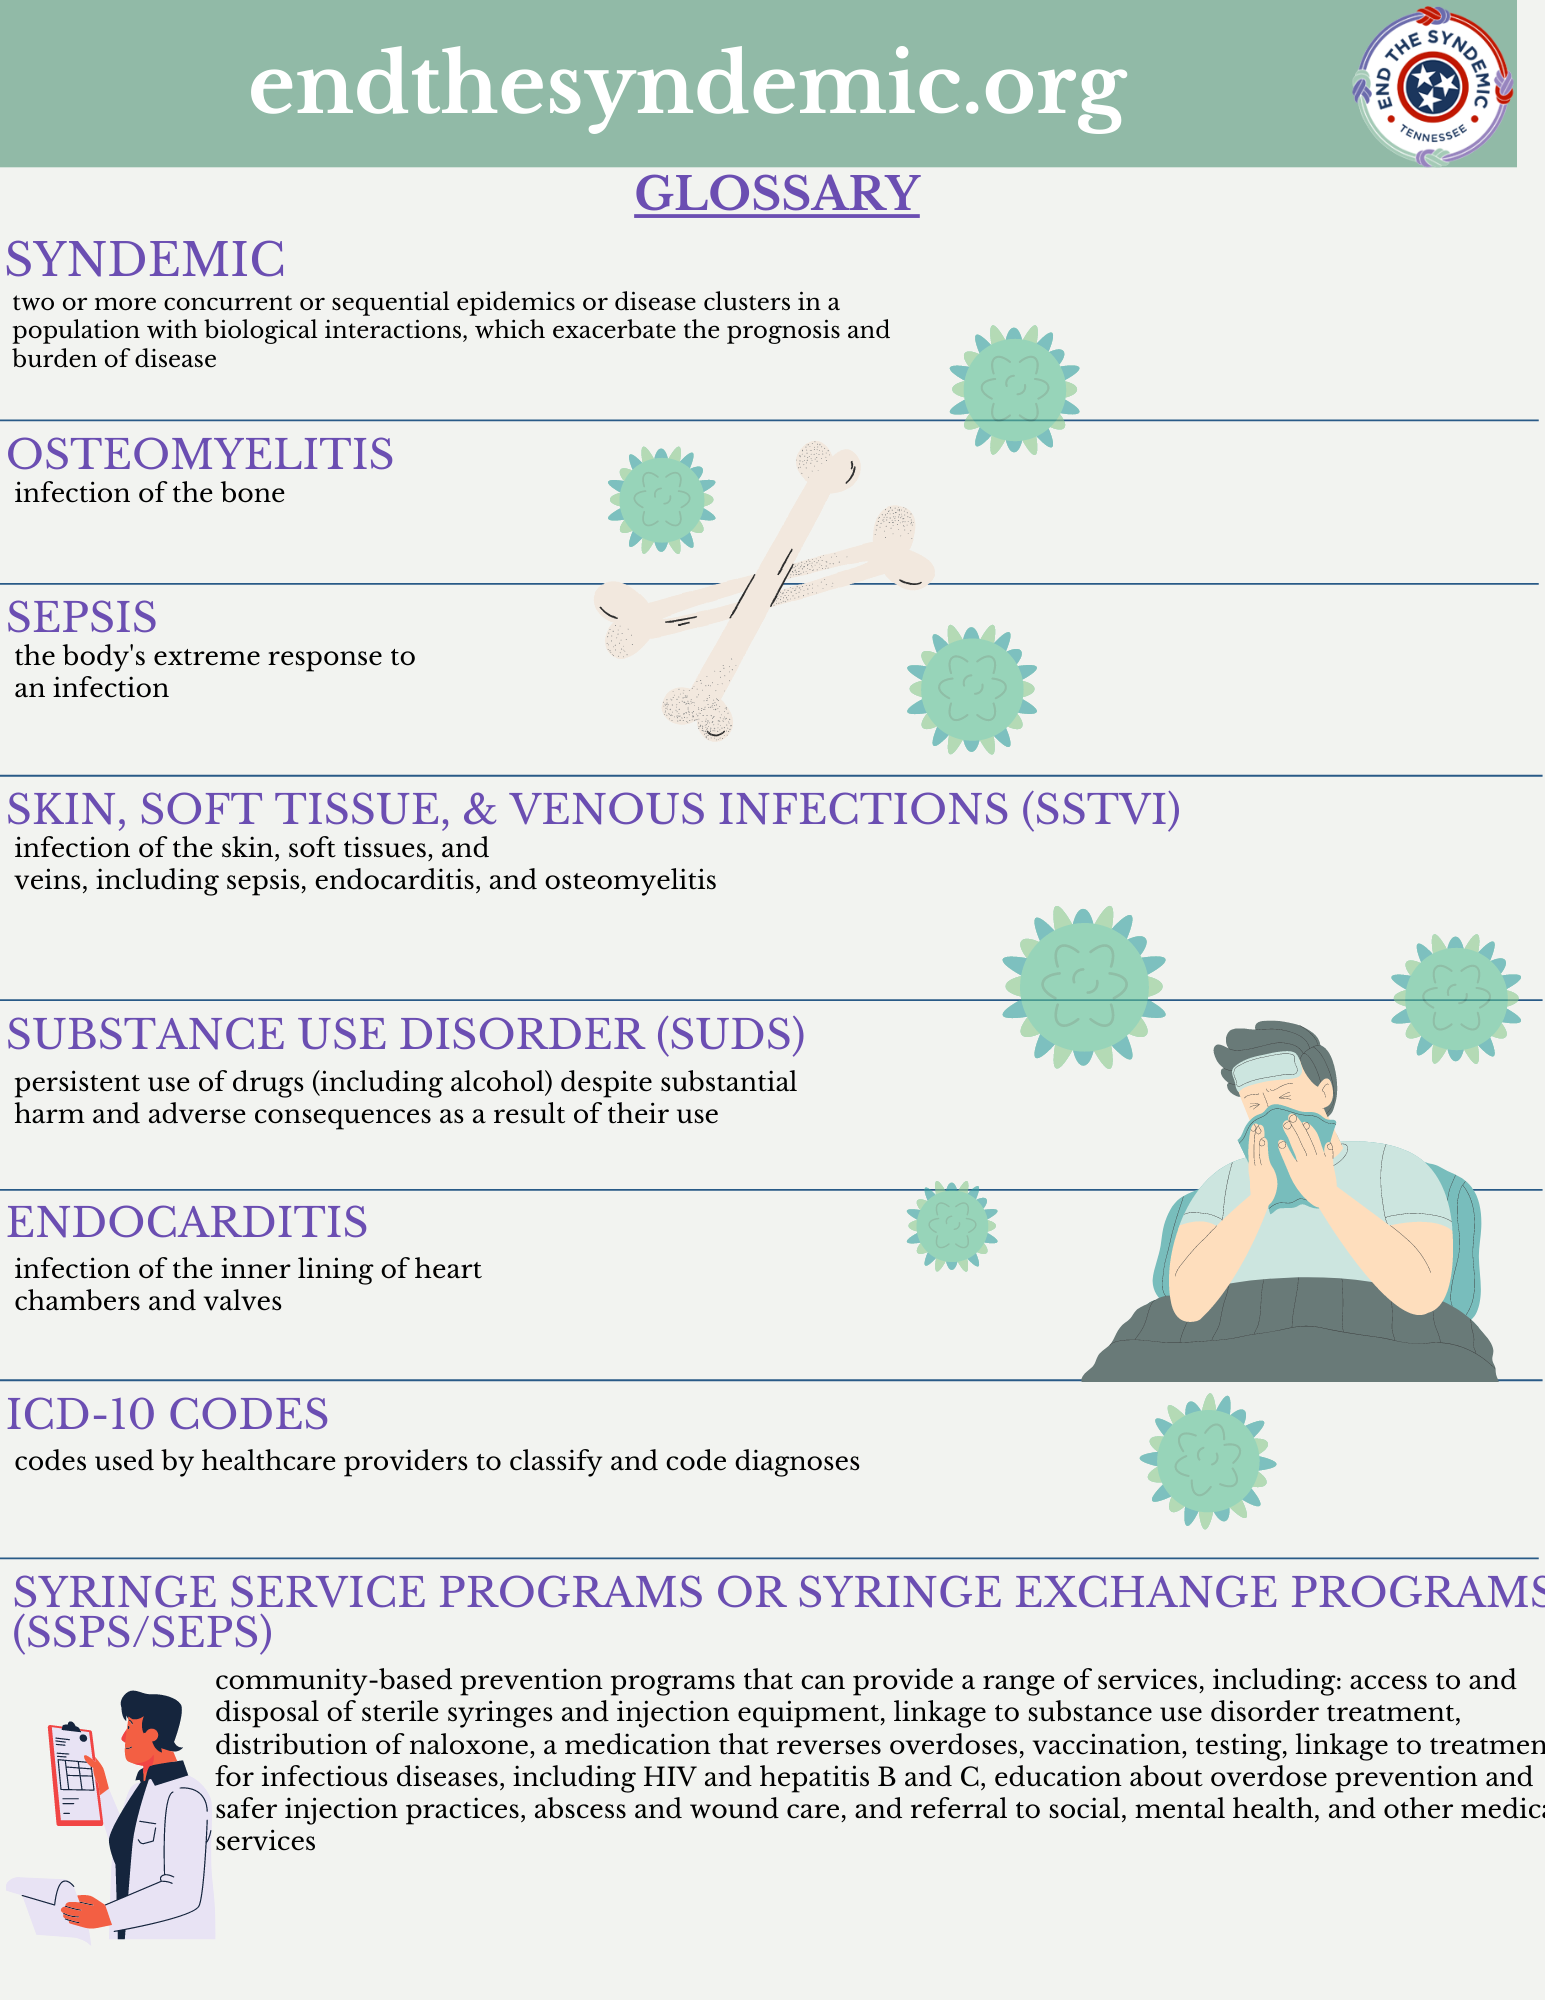 endthesyndemic.org
END THE SYNDEMIC
TENNESSEE
GLOSSARY
SYNDEMIC
two or more concurrent or sequential epidemics or disease clusters in a
population with biological interactions, which exacerbate the prognosis and
burden of disease
OSTEOMYELITIS
infection of the bone
SEPSIS
the body's extreme response to
an infection
SKIN, SOFT TISSUE, & VENOUS INFECTIONS (SSTVI)
infection of the skin, soft tissues, and
veins, including sepsis, endocarditis, and osteomyelitis
SUBSTANCE USE DISORDER (SUDS)
persistent use of drugs (including alcohol) despite substantial
harm and adverse consequences as a result of their use
ENDOCARDITIS
infection of the inner lining of heart
chambers and valves
ICD-10 CODES
codes used by healthcare providers to classify and code diagnoses
SYRINGE SERVICE PROGRAMS OR SYRINGE EXCHANGE PROGRAMS
(SSPS/SEPS)
community-based prevention programs that can provide a range of services, including: access to and
disposal of sterile syringes and injection equipment, linkage to substance use disorder treatment,
distribution of naloxone, a medication that reverses overdoses, vaccination, testing, linkage to treatmen
for infectious diseases, including HIV and hepatitis B and C, education about overdose prevention and
safer injection practices, abscess and wound care, and referral to social, mental health, and other medica
services